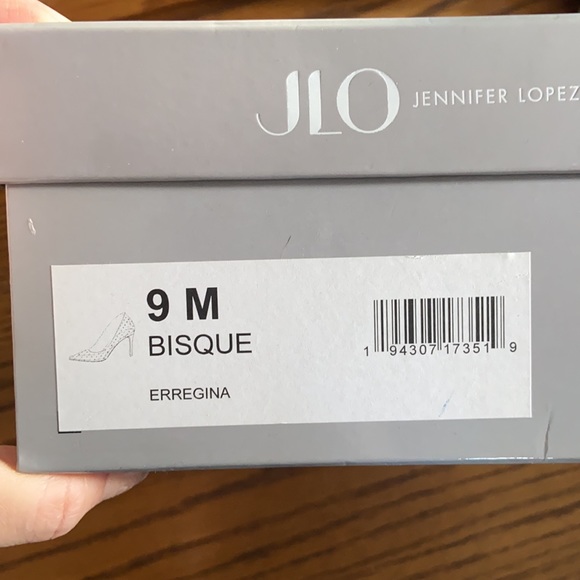 JLO JENNIFER LOPEZ
9 M
BISQUE
ERREGINA
1 94307 17351 9